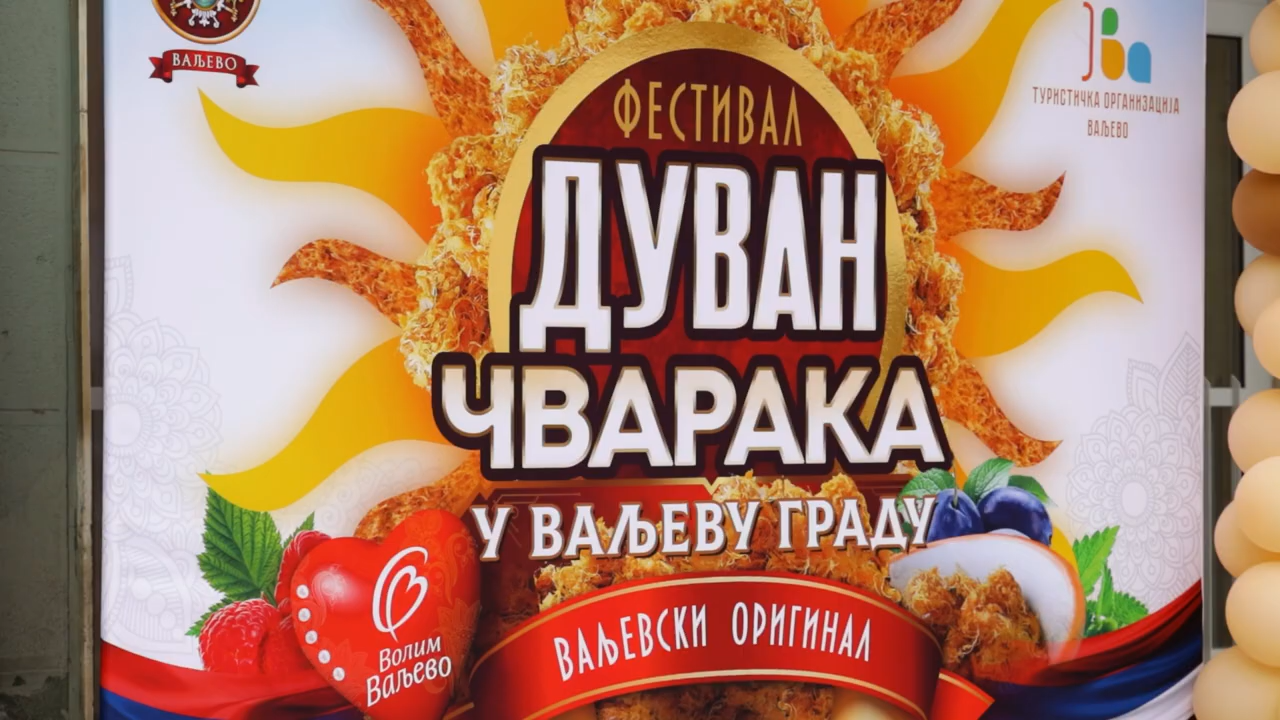 ВАЉЕВО
ТУРИСТИЧКА ОРГАНИЗАЦИЈА
ВАЉЕВО
ФЕСТИВАЛ
ДУВАН
ЧВАРАКА
У ВАЉЕВУ ГРАДУ
ВАЉЕВСКИ ОРИГИНАЛ
Волим
Ваљево